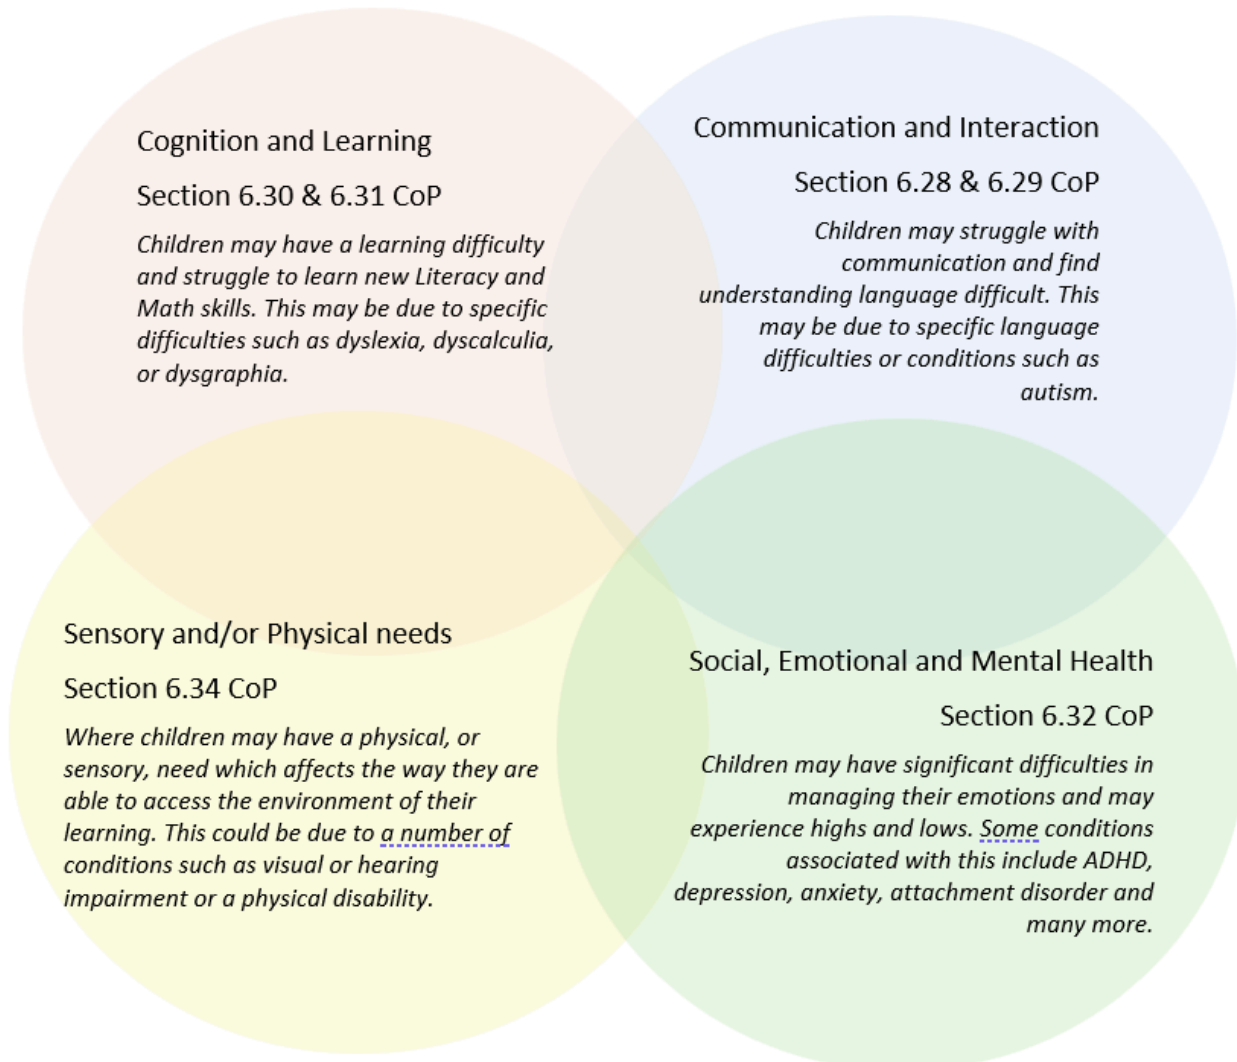 Cognition and Learning
Section 6.30 & 6.31 CoP
Children may have a learning difficulty
and struggle to learn new Literacy and
Math skills. This may be due to specific
difficulties such as dyslexia, dyscalculia,
or dysgraphia.
Communication and Interaction
Section 6.28 & 6.29 CoP
Children may struggle with
communication and find
understanding language difficult. This
may be due to specific language
difficulties or conditions such as
autism.
Sensory and/or Physical needs
Section 6.34 CoP
Where children may have a physical, or
sensory, need which affects the way they are
able to access the environment of their
learning. This could be due to a number of
conditions such as visual or hearing
impairment or a physical disability.
Social, Emotional and Mental Health
Section 6.32 CoP
Children may have significant difficulties in
managing their emotions and may
experience highs and lows. Some conditions
associated with this include ADHD,
depression, anxiety, attachment disorder and
many more.